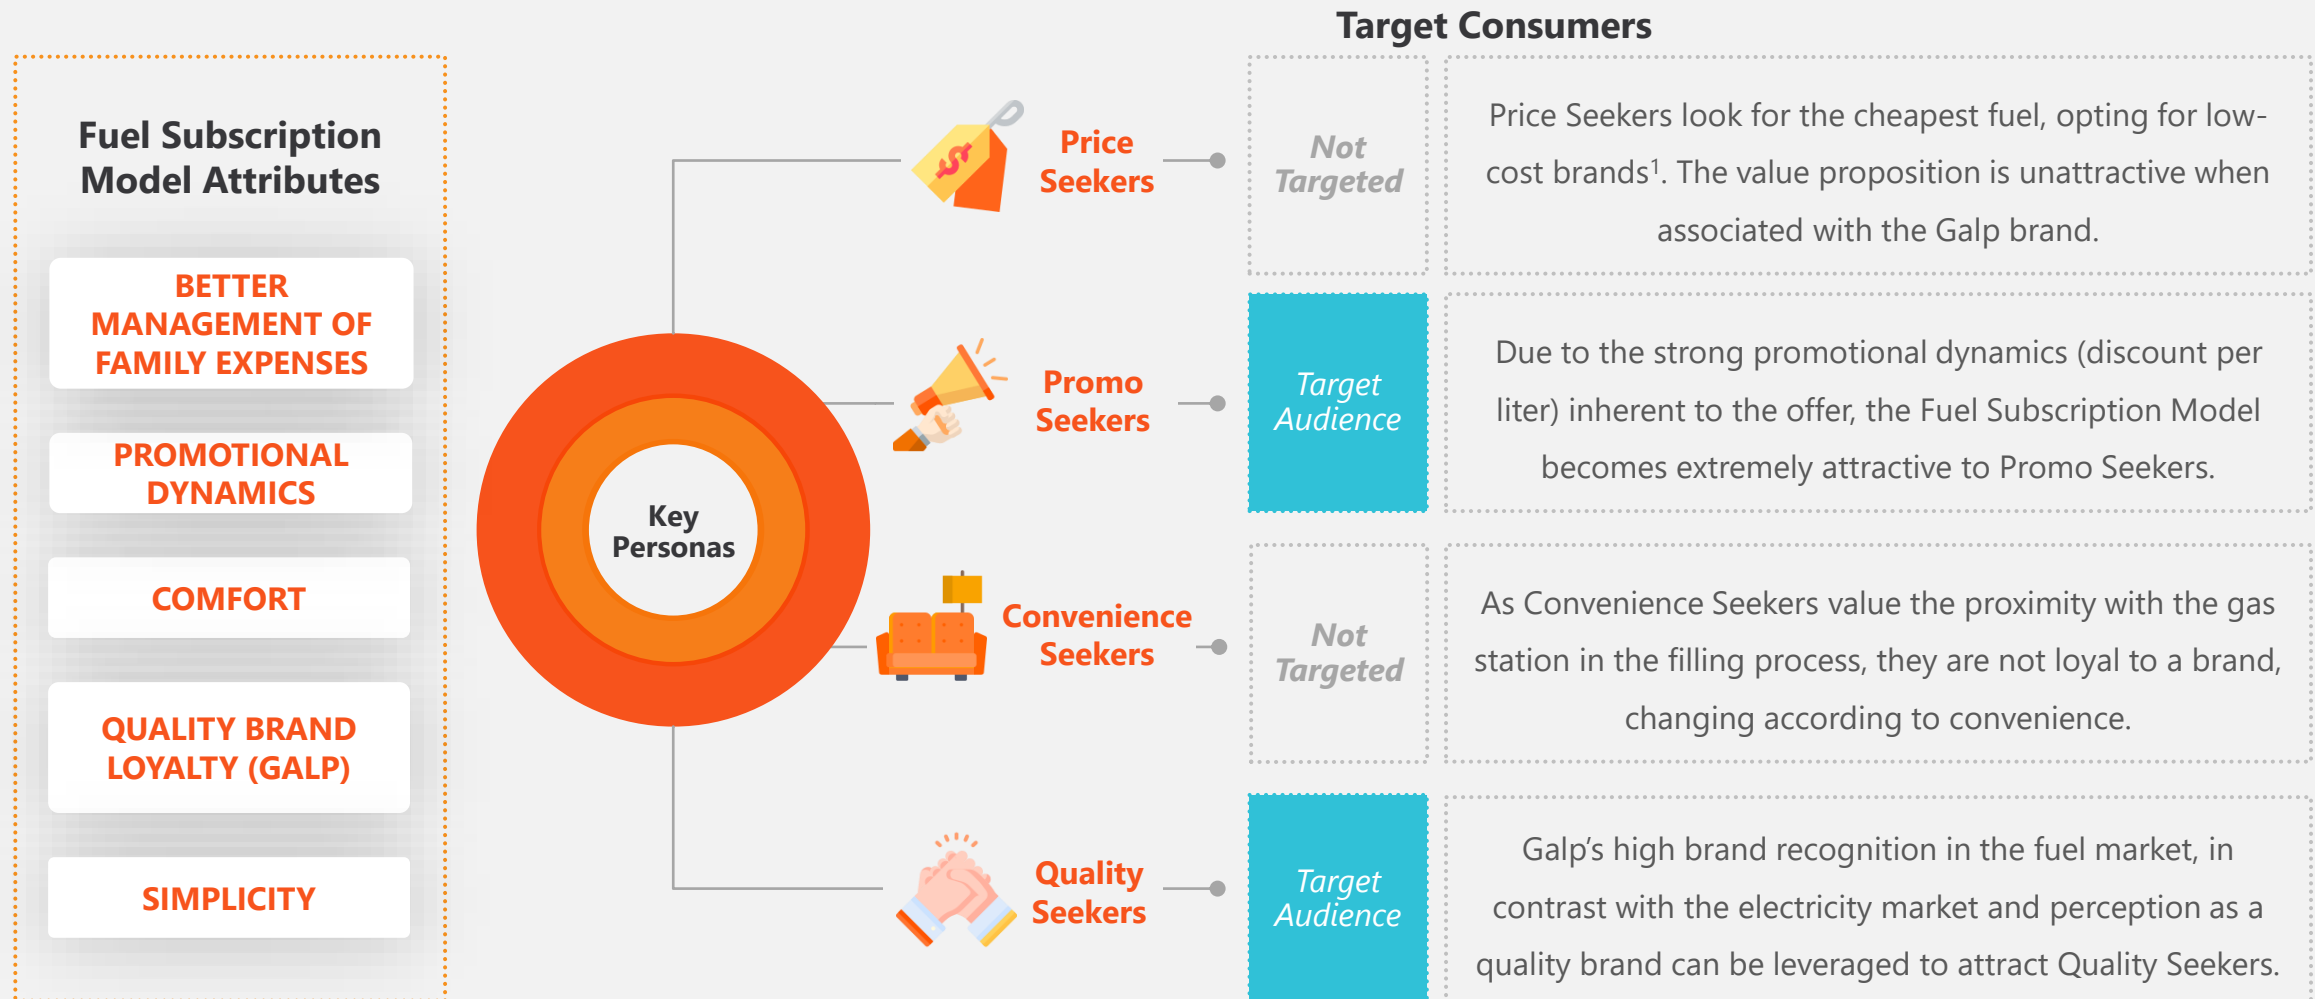 Target Consumers
Fuel Subscription
Model Attributes
BETTER
MANAGEMENT OF
FAMILY EXPENSES
PROMOTIONAL
DYNAMICS
COMFORT
QUALITY BRAND
LOYALTY (GALP)
SIMPLICITY
Key
Personas
Price
Seekers
Not
Targeted
Price Seekers look for the cheapest fuel, opting for low-
cost brands¹. The value proposition is unattractive when
associated with the Galp brand.
Promo
Seekers
Target
Audience
Due to the strong promotional dynamics (discount per
liter) inherent to the offer, the Fuel Subscription Model
becomes extremely attractive to Promo Seekers.
Convenience
Seekers
Not
Targeted
As Convenience Seekers value the proximity with the gas
station in the filling process, they are not loyal to a brand,
changing according to convenience.
Quality
Seekers
Target
Audience
Galp’s high brand recognition in the fuel market, in
contrast with the electricity market and perception as a
quality brand can be leveraged to attract Quality Seekers.